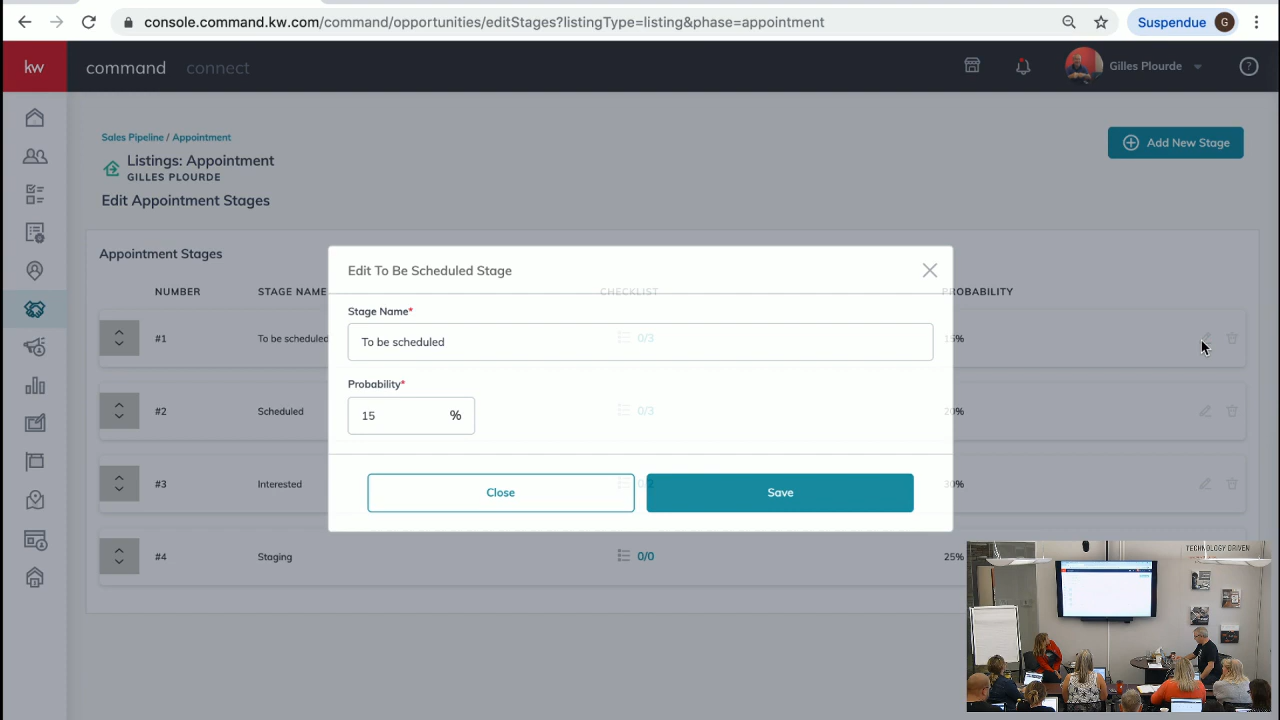 console.command.kw.com/command/opportunities/editStages?listingType=listing&phase=appointment
Suspendue G
kw command connect
Gilles Plourde
Sales Pipeline / Appointment
Listings: Appointment
GILLES PLOURDE
Add New Stage
Edit Appointment Stages
Appointment Stages
NUMBER STAGE NAME CHECKLIST PROBABILITY
#1 To be scheduled 0/3 15%
#2 Scheduled 0/3 20%
#3 Interested 0/2 30%
#4 Staging 0/0 25%
Edit To Be Scheduled Stage
Stage Name*
To be scheduled
Probability*
15 %
Close Save
TECHNOLOGY DRIVEN